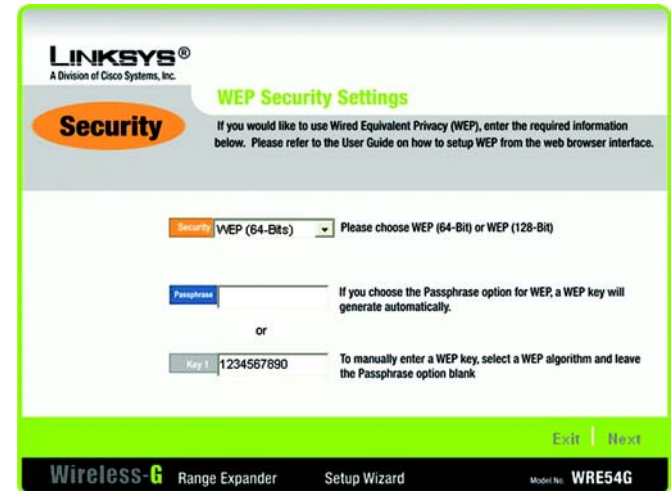 LINKSYS®
A Division of Cisco Systems, Inc.
WEP Security Settings
Security
If you would like to use Wired Equivalent Privacy (WEP), enter the required information
below. Please refer to the User Guide on how to setup WEP from the web browser interface.
Security WEP (64-Bits) Please choose WEP (64-Bit) or WEP (128-Bit)
Passphrase If you choose the Passphrase option for WEP, a WEP key will
generate automatically.
or
Key 1 1234567890 To manually enter a WEP key, select a WEP algorithm and leave
the Passphrase option blank
Exit Next
Wireless-G Range Expander Setup Wizard Model No. WRE54G